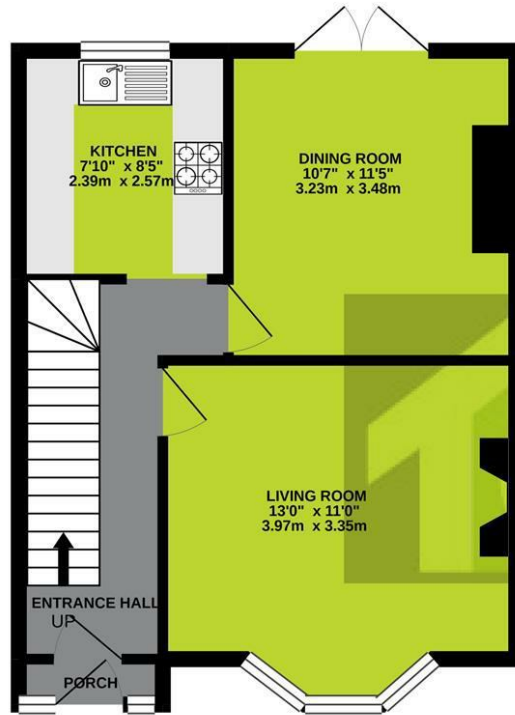 KITCHEN
7'10" x 8'5"
2.39m x 2.57m
DINING ROOM
10'7" x 11'5"
3.23m x 3.48m
LIVING ROOM
13'0" x 11'0"
3.97m x 3.35m
ENTRANCE HALL
UP
PORCH